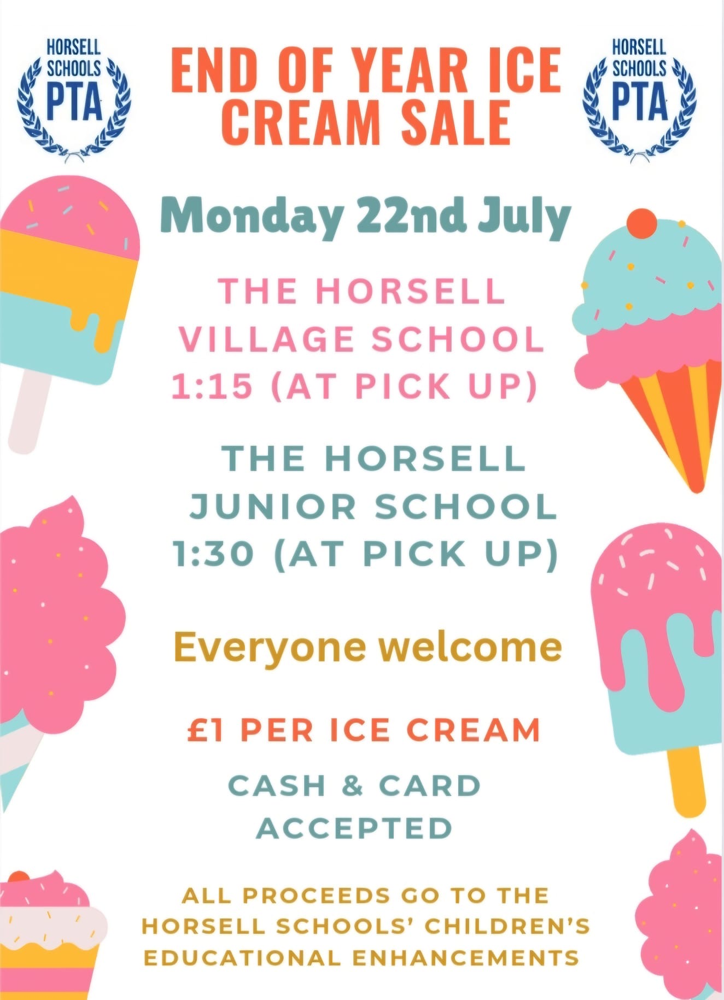 HORSELL
SCHOOLS
PTA
END OF YEAR ICE
CREAM SALE
HORSELL
SCHOOLS
PTA
Monday 22nd July
THE HORSELL
VILLAGE SCHOOL
1:15 (AT PICK UP)
THE HORSELL
JUNIOR SCHOOL
1:30 (AT PICK UP)
Everyone welcome
£1 PER ICE CREAM
CASH & CARD
ACCEPTED
ALL PROCEEDS GO TO THE
HORSELL SCHOOLS’ CHILDREN’S
EDUCATIONAL ENHANCEMENTS